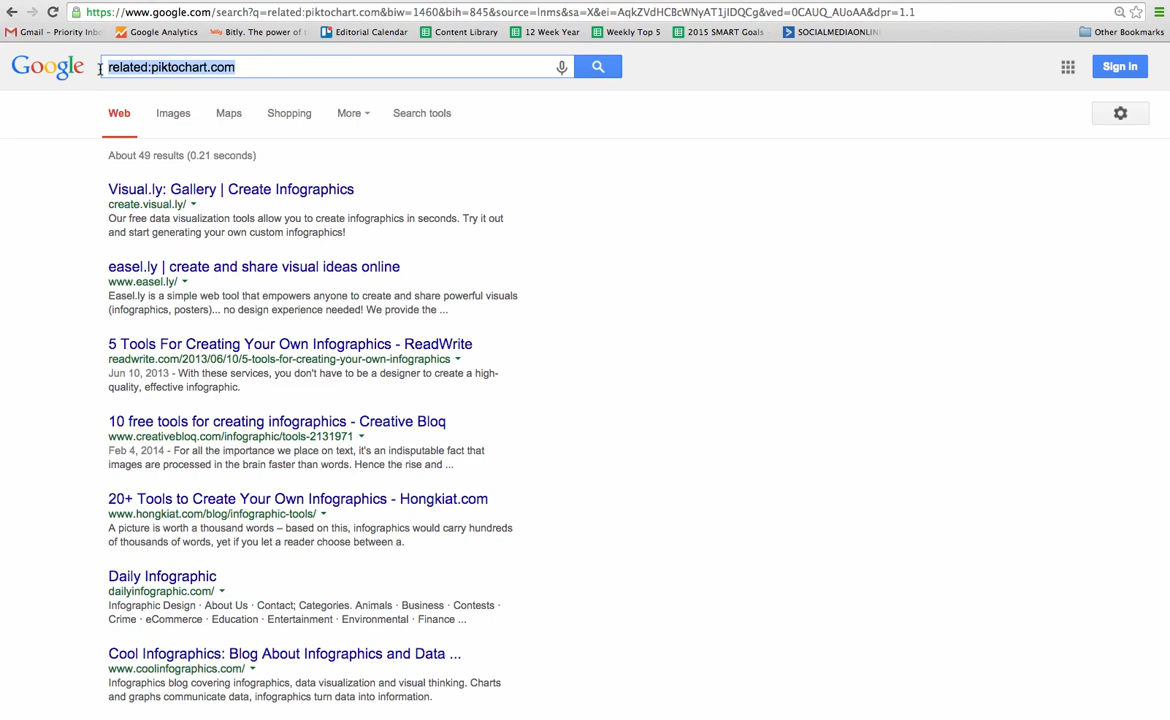 https://www.google.com/search?q=related:piktochart.com&biw=1460&bih=845&source=lnms&sa=X&ei=AqkZVdHCBcWNyAT1jIDQCg&ved=0CAUQ_AUoAA&dpr=1.1
Gmail - Priority Inbo Google Analytics Bitly. The power of t Editorial Calendar Content Library 12 Week Year Weekly Top 5 2015 SMART Goals SOCIALMEDIAONLIN Other Bookmarks
Google related:piktochart.com Sign in
Web Images Maps Shopping More Search tools
About 49 results (0.21 seconds)
Visual.ly: Gallery | Create Infographics
create.visual.ly/
Our free data visualization tools allow you to create infographics in seconds. Try it out
and start generating your own custom infographics!
easel.ly | create and share visual ideas online
www.easel.ly/
Easel.ly is a simple web tool that empowers anyone to create and share powerful visuals
(infographics, posters)... no design experience needed! We provide the ...
5 Tools For Creating Your Own Infographics - ReadWrite
readwrite.com/2013/06/10/5-tools-for-creating-your-own-infographics
Jun 10, 2013 - With these services, you don't have to be a designer to create a high-
quality, effective infographic.
10 free tools for creating infographics - Creative Bloq
www.creativebloq.com/infographic/tools-2131971
Feb 4, 2014 - For all the importance we place on text, it's an indisputable fact that
images are processed in the brain faster than words. Hence the rise and ...
20+ Tools to Create Your Own Infographics - Hongkiat.com
www.hongkiat.com/blog/infographic-tools/
A picture is worth a thousand words – based on this, infographics would carry hundreds
of thousands of words, yet if you let a reader choose between a.
Daily Infographic
dailyinfographic.com/
Infographic Design · About Us · Contact; Categories. Animals · Business · Contests ·
Crime · eCommerce · Education · Entertainment · Environmental · Finance ...
Cool Infographics: Blog About Infographics and Data ...
www.coolinfographics.com/
Infographics blog covering infographics, data visualization and visual thinking. Charts
and graphs communicate data, infographics turn data into information.